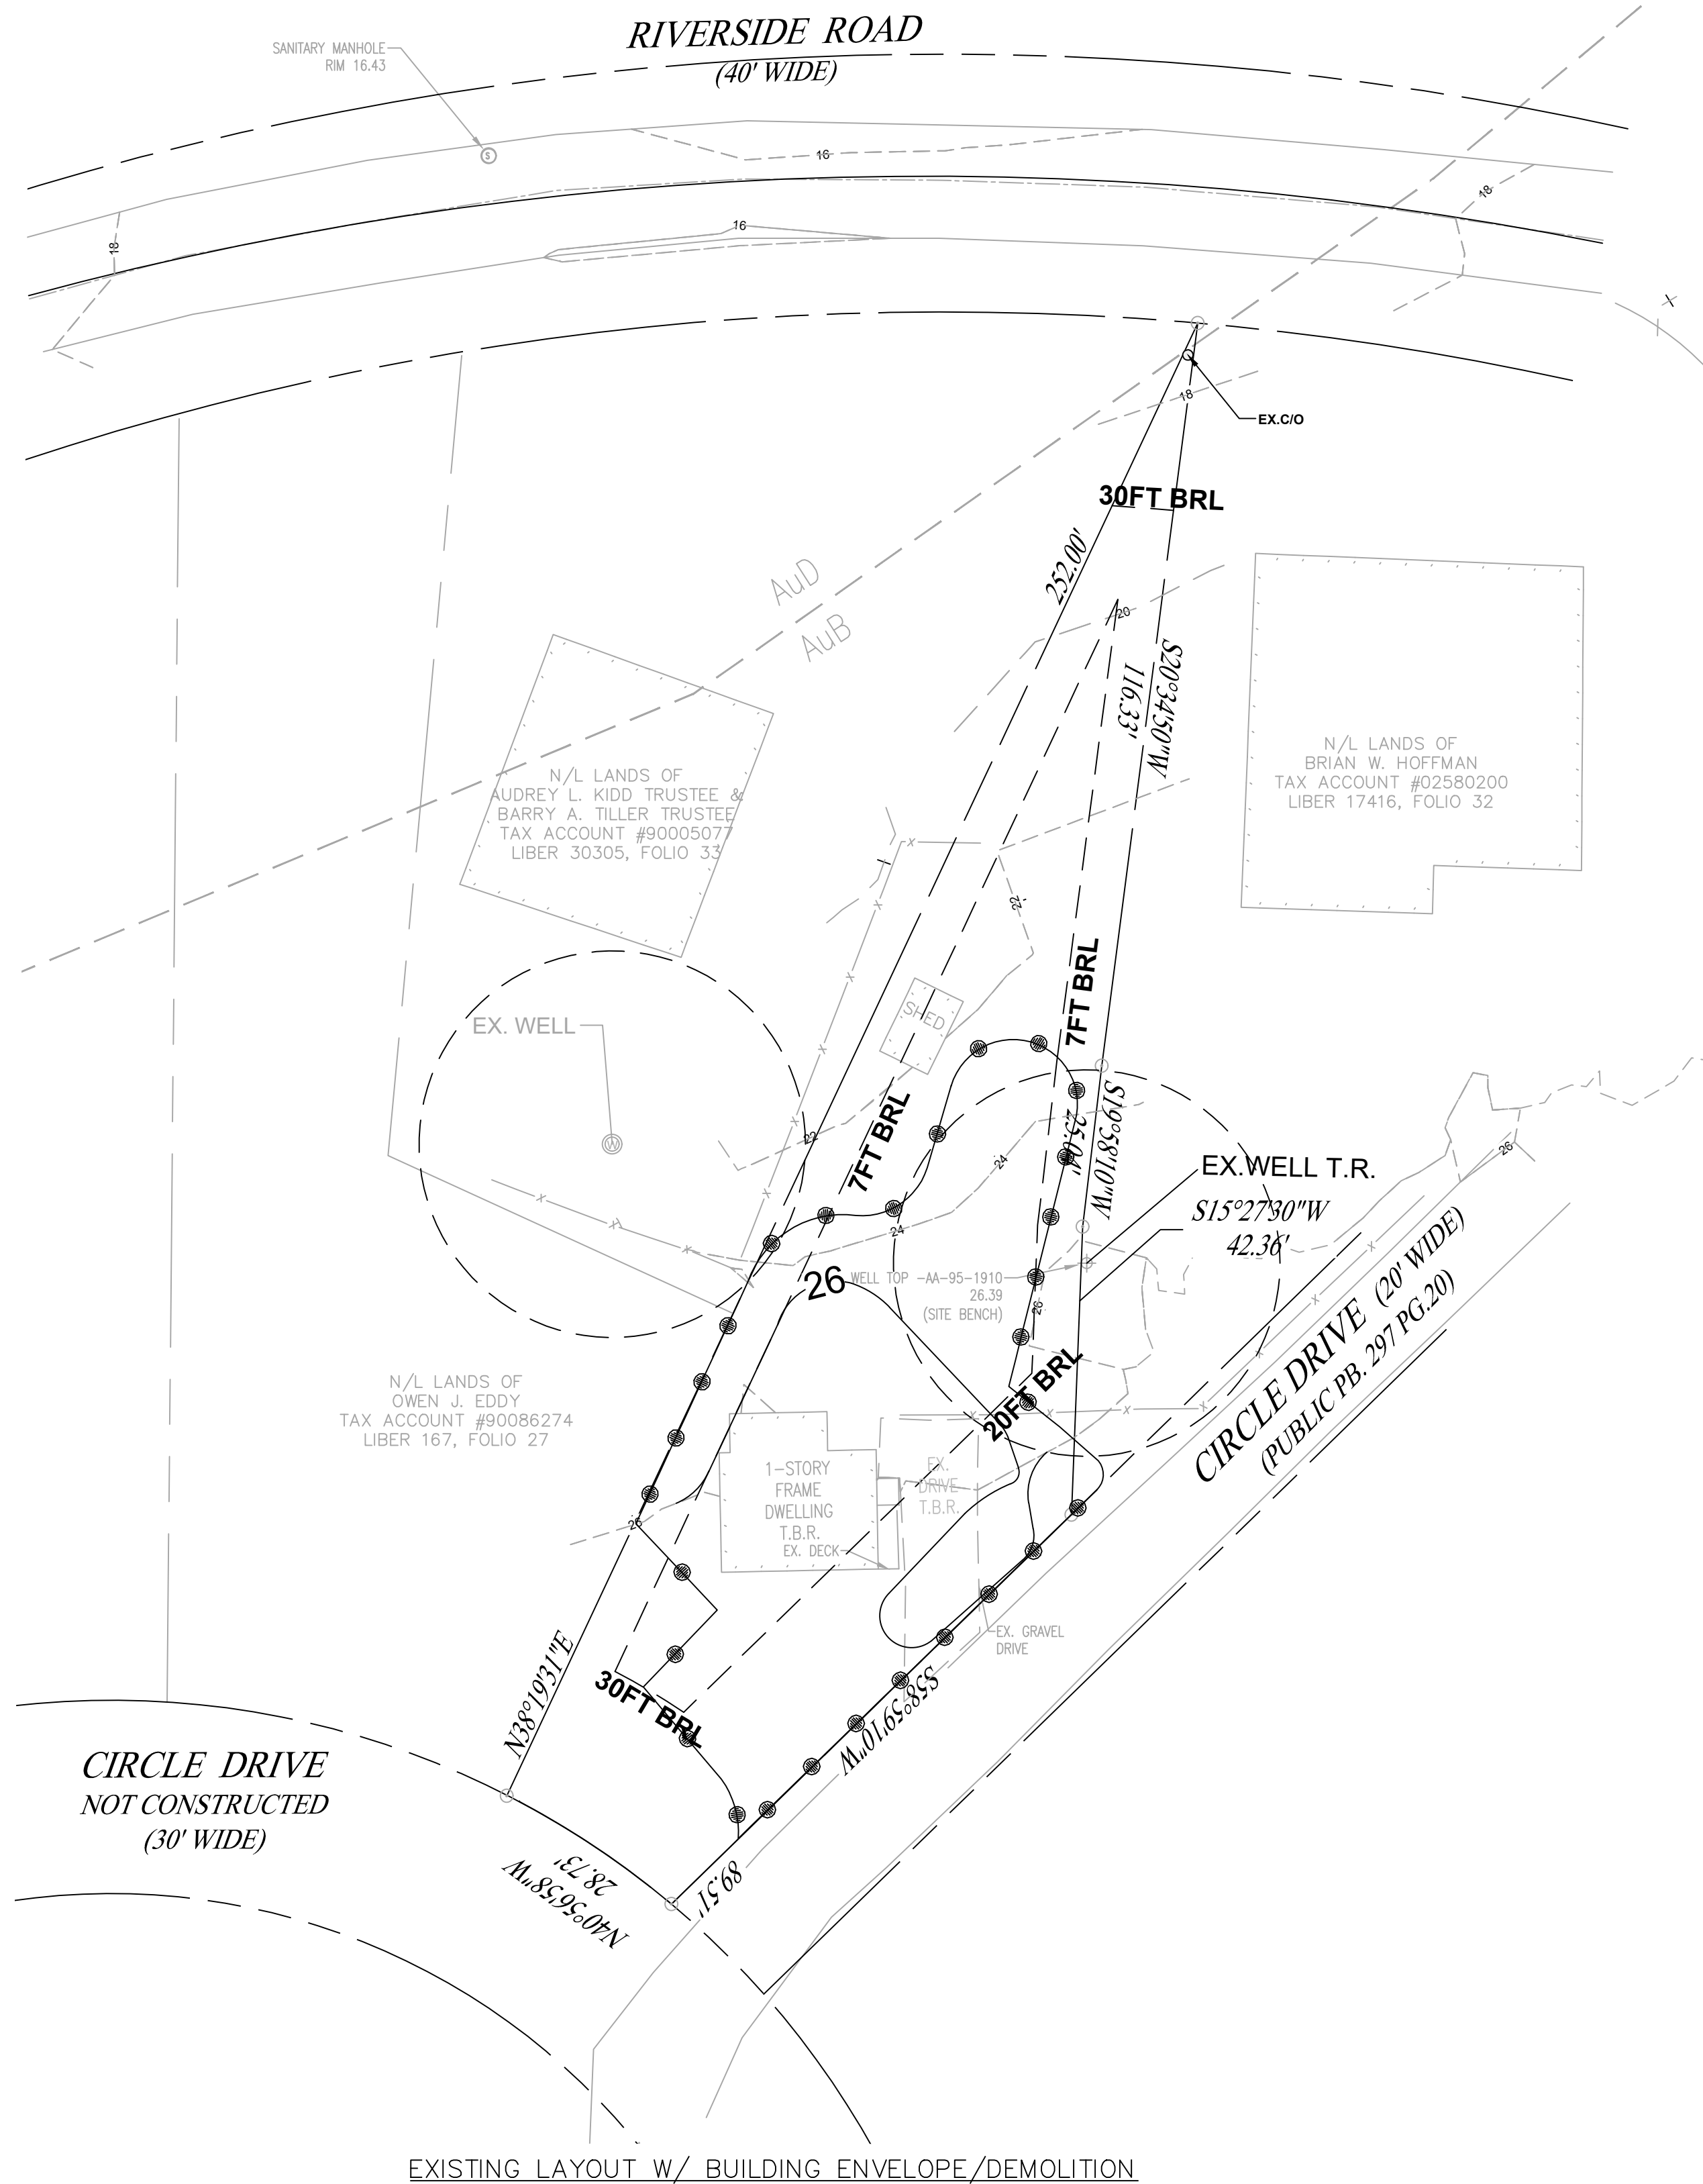 RIVERSIDE ROAD
(40' WIDE)
SANITARY MANHOLE
RIM 16.43
16
18
16
18
18
EX.C/O
30FT BRL
252.00'
AuD
AuB
20
S20°34'50"W
116.33'
N/L LANDS OF
BRIAN W. HOFFMAN
TAX ACCOUNT #02580200
LIBER 17416, FOLIO 32
N/L LANDS OF
AUDREY L. KIDD TRUSTEE &
BARRY A. TILLER TRUSTEE
TAX ACCOUNT #90005077
LIBER 30305, FOLIO 33
22
7FT BRL
SHED
EX. WELL
W
7FT BRL
22
S19°58'10"W
25.04'
24
EX.WELL T.R.
S15°27'30"W
42.36'
26
24
26
WELL TOP -AA-95-1910
26.39
(SITE BENCH)
26
CIRCLE DRIVE (20' WIDE)
(PUBLIC PB. 297 PG.20)
20FT BRL
N/L LANDS OF
OWEN J. EDDY
TAX ACCOUNT #90086274
LIBER 167, FOLIO 27
1-STORY
FRAME
DWELLING
T.B.R.
EX. DECK
EX.
DRIVE
T.B.R.
26
EX. GRAVEL
DRIVE
N38°19'31"E
30FT BRL
S58°59'10"W
89.51'
CIRCLE DRIVE
NOT CONSTRUCTED
(30' WIDE)
N40°56'58"W
28.73'
EXISTING LAYOUT W/ BUILDING ENVELOPE/DEMOLITION